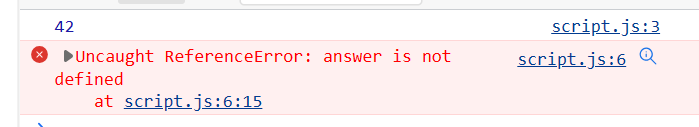 42 script.js:3
Uncaught ReferenceError: answer is not script.js:6
defined
at script.js:6:15